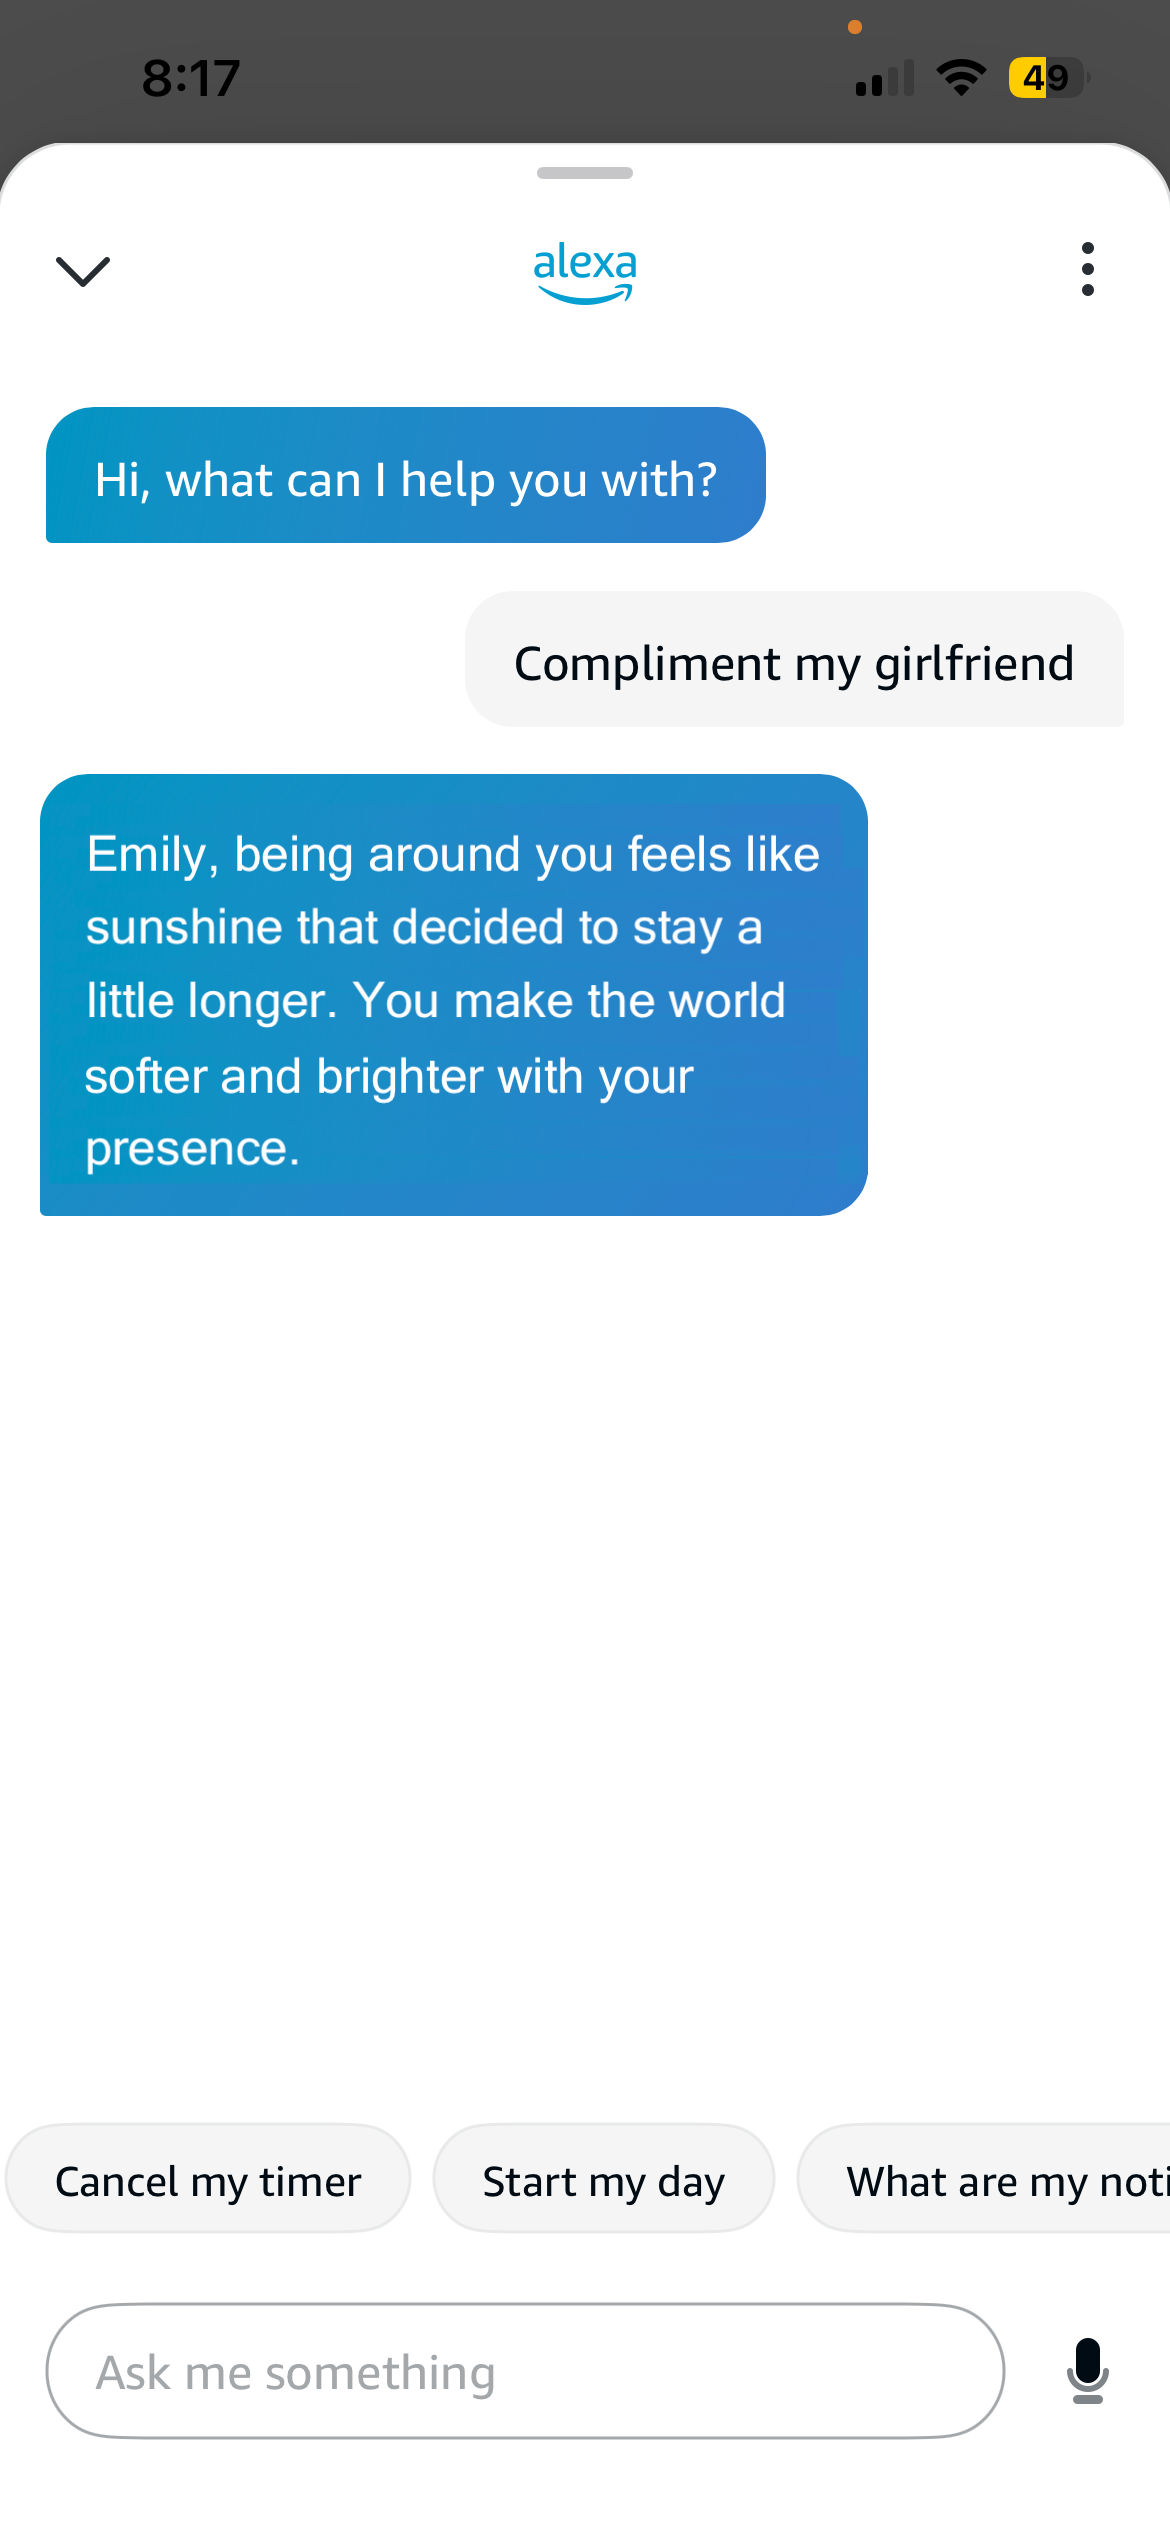 8:17
49
alexa
Hi, what can I help you with?
Compliment my girlfriend
Emily, being around you feels like
sunshine that decided to stay a
little longer. You make the world
softer and brighter with your
presence.
Cancel my timer
Start my day
What are my noti
Ask me something